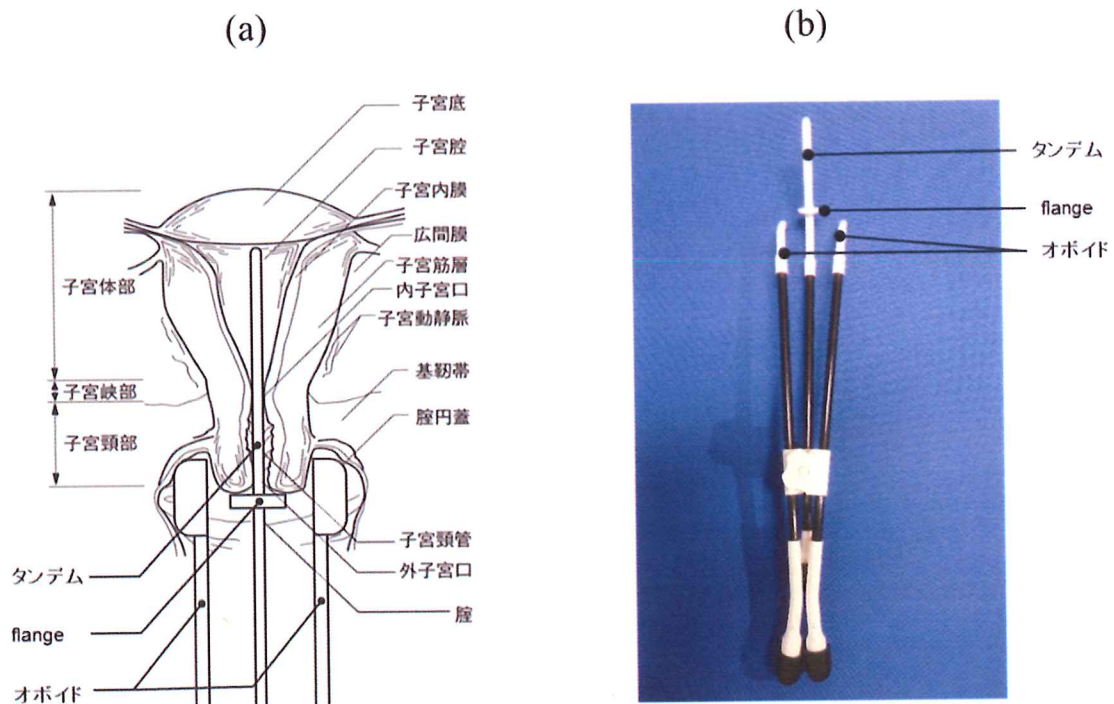 (a)
(b)
子宮底
子宮腔
子宮内膜
広間膜
子宮筋層
内子宮口
子宮動静脈
基靭帯
腟円蓋
子宮頸管
外子宮口
腟
子宮体部
子宮峡部
子宮頸部
タンデム
flange
オボイド
タンデム
flange
オボイド